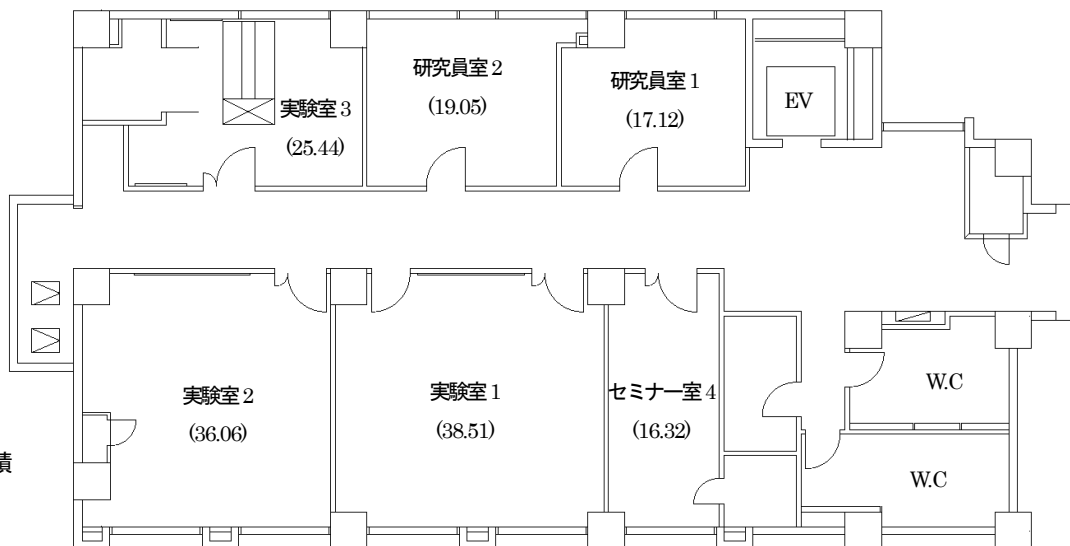 研究員室2
(19.05)
研究員室1
(17.12)
EV
実験室3
(25.44)
実験室2
(36.06)
実験室1
(38.51)
セミナー室4
(16.32)
W.C
W.C
積